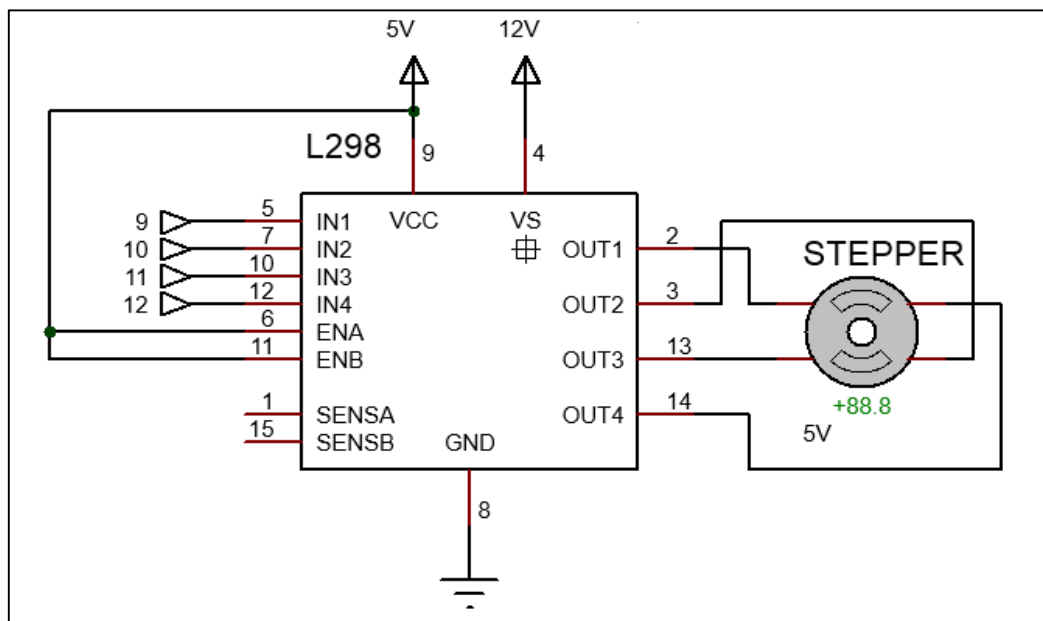 5V
12V
L298
9
4
9
5
IN1
VCC
VS
10
7
IN2
OUT1
2
STEPPER
11
10
IN3
12
12
IN4
OUT2
3
6
ENA
11
ENB
OUT3
13
+88.8
1
SENSA
OUT4
14
5V
15
SENSB
GND
8